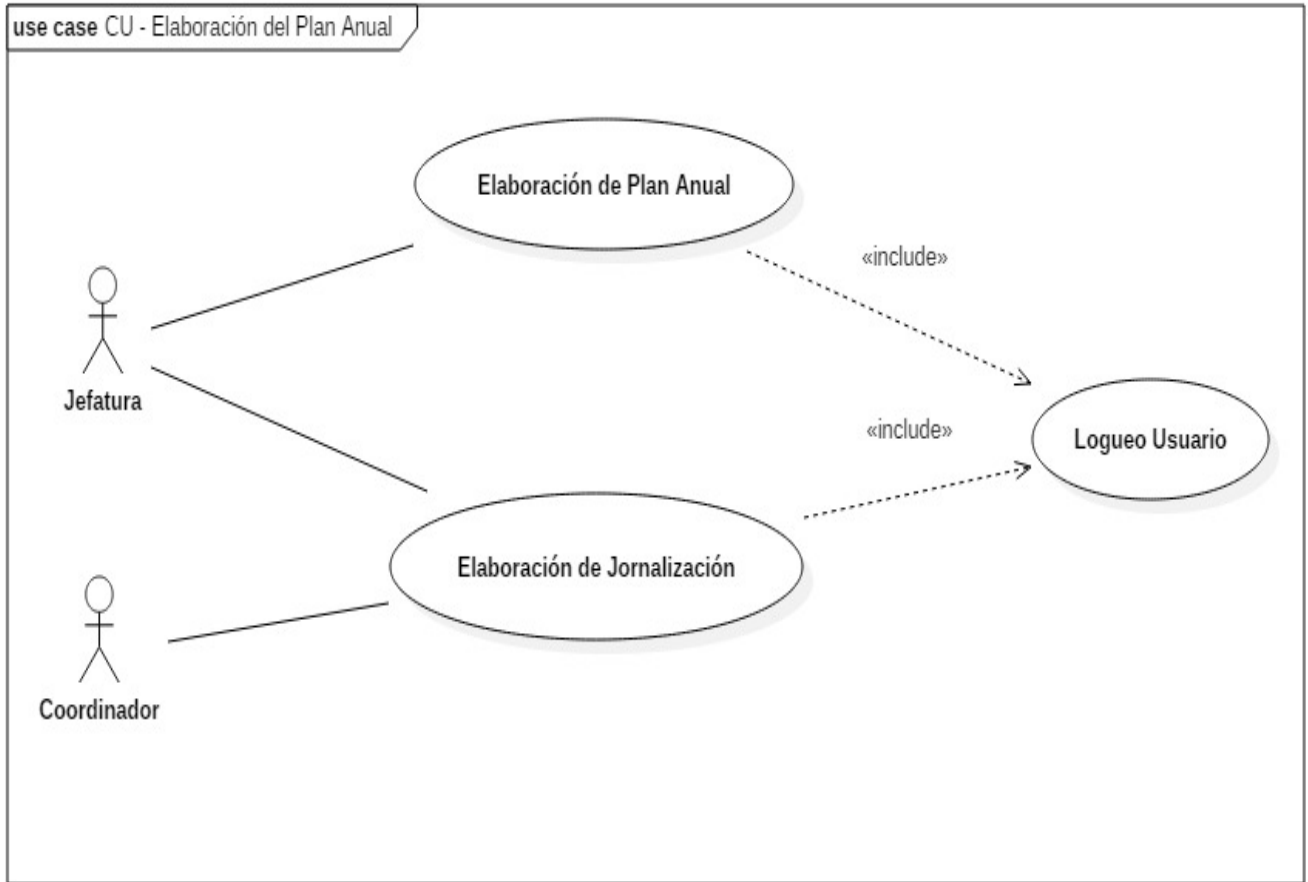 use case CU - Elaboración del Plan Anual
Elaboración de Plan Anual
«include»
Jefatura
«include»
Logueo Usuario
Elaboración de Jornalización
Coordinador